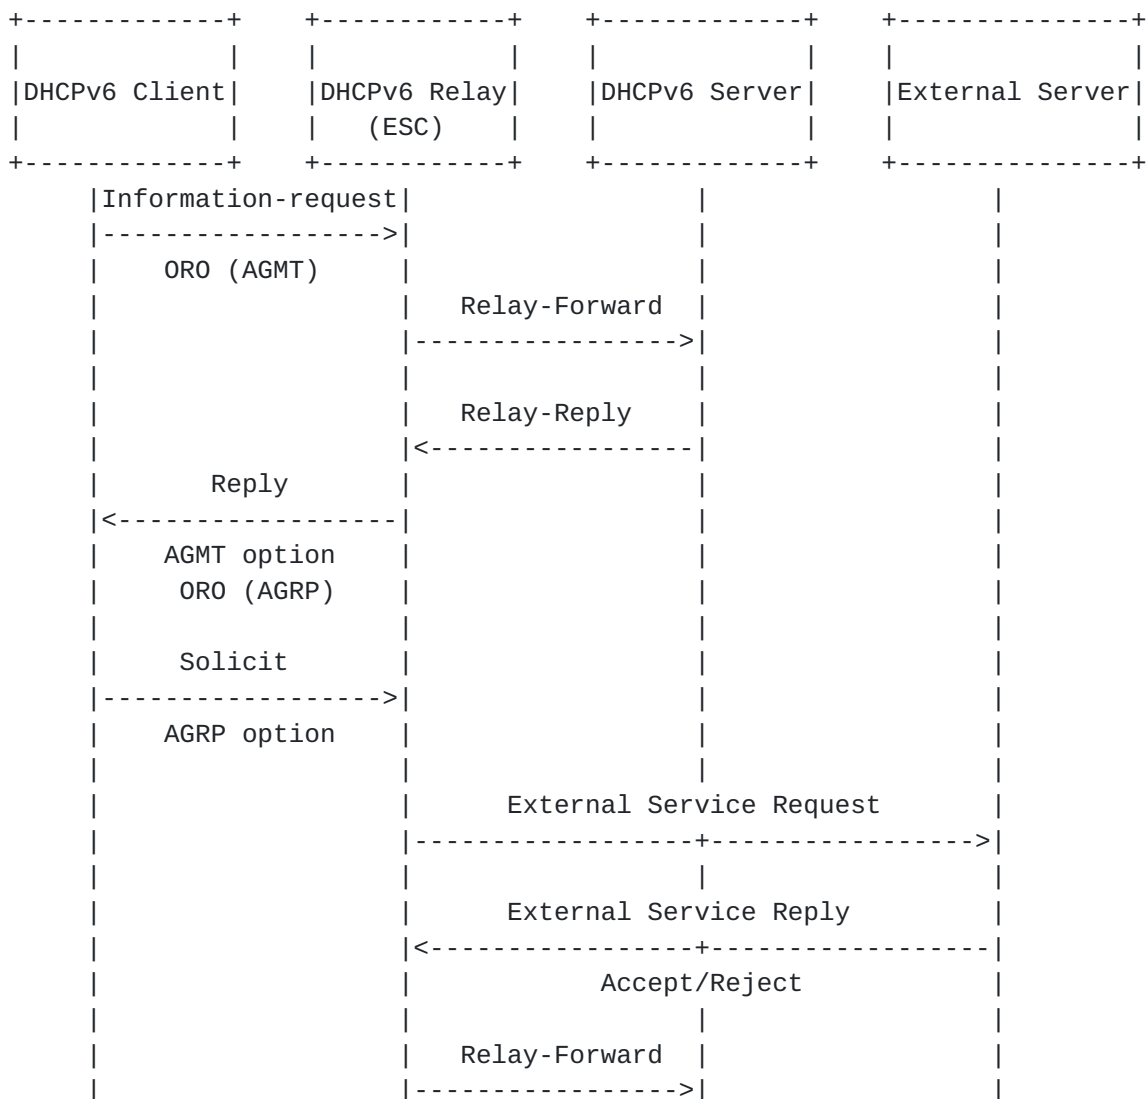 DHCPv6 Client DHCPv6 Relay DHCPv6 Server External Server
(ESC)
Information-request
ORO (AGMT)
Relay-Forward
Relay-Reply
Reply
AGMT option
ORO (AGRP)
Solicit
AGRP option
External Service Request
External Service Reply
Accept/Reject
Relay-Forward